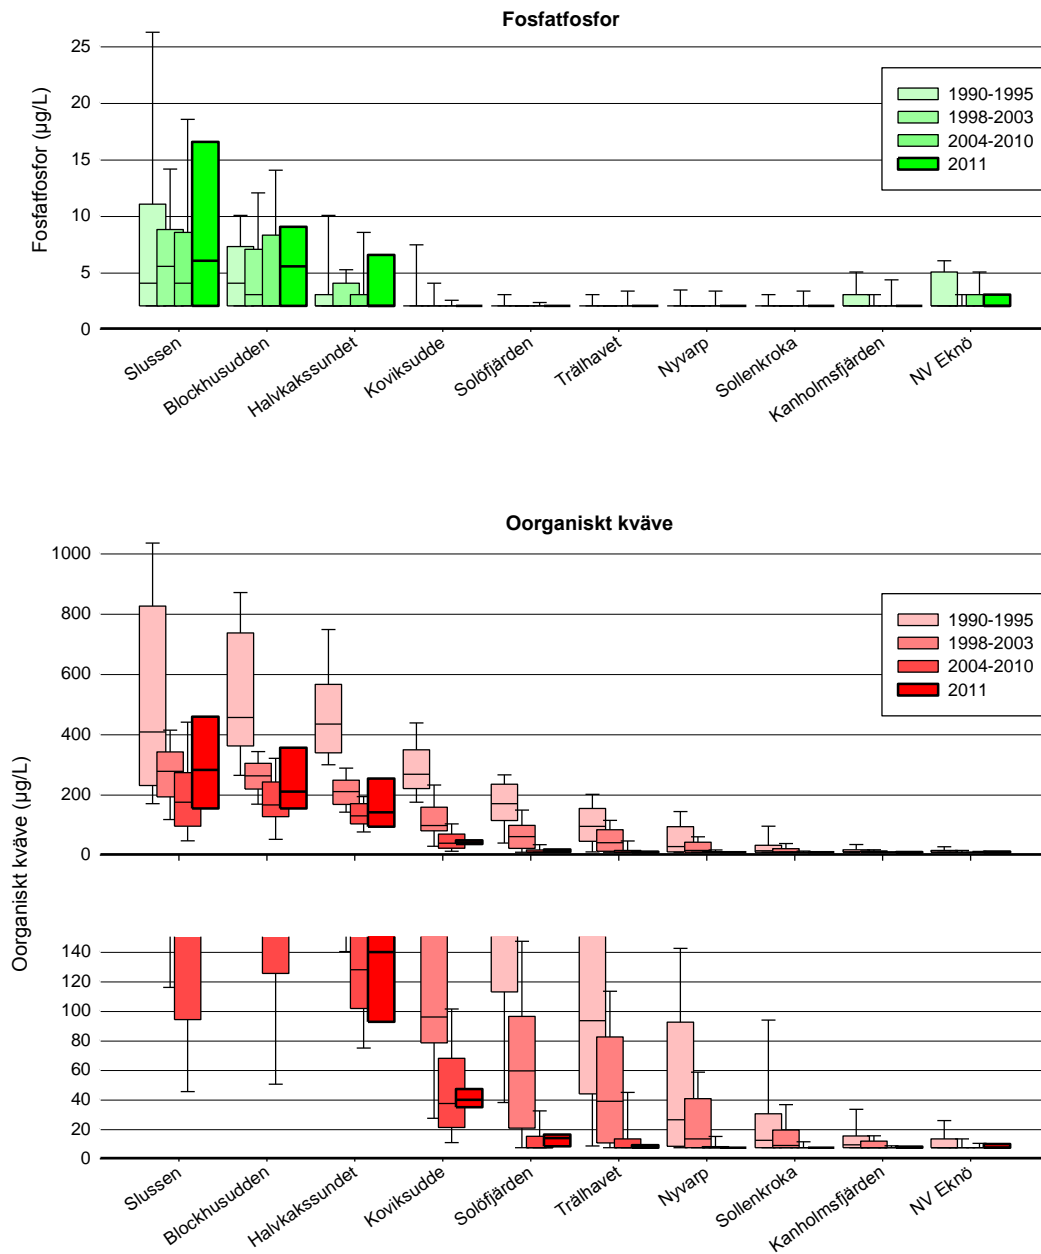 Fosfatfosfor
Fosfatfosfor (µg/L)
25
20
15
10
5
0
1990-1995
1998-2003
2004-2010
2011
Slussen
Blockhusudden
Halvkakssundet
Koviksudde
Solöfjärden
Trälhavet
Nyvarp
Sollenkroka
Kanholmsfjärden
NV Eknö
Oorganiskt kväve
Oorganiskt kväve (µg/L)
1000
800
600
400
200
0
1990-1995
1998-2003
2004-2010
2011
140
120
100
80
60
40
20
0
Slussen
Blockhusudden
Halvkakssundet
Koviksudde
Solöfjärden
Trälhavet
Nyvarp
Sollenkroka
Kanholmsfjärden
NV Eknö